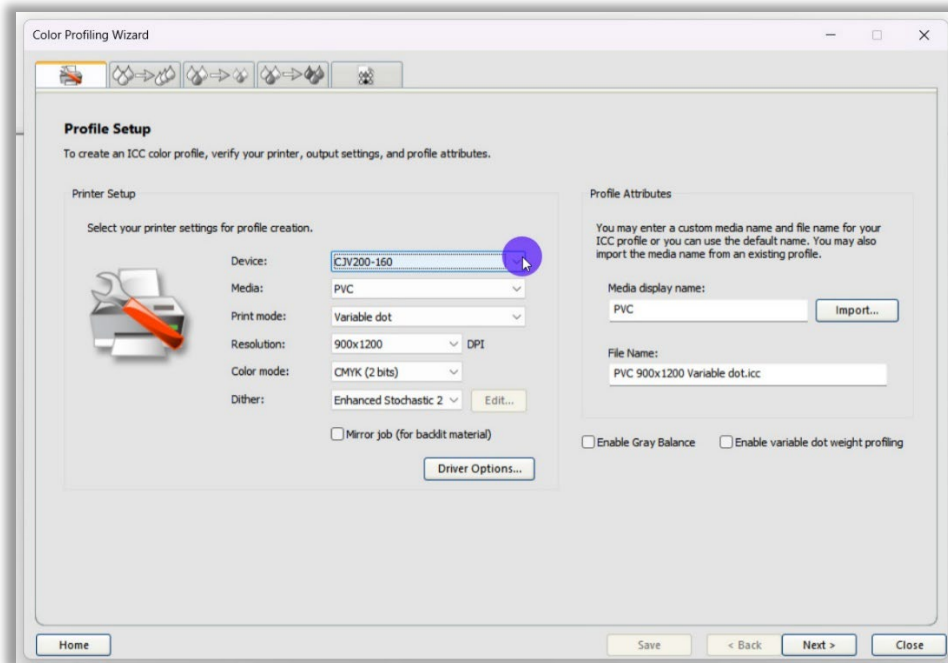 Color Profiling Wizard
Profile Setup
To create an ICC color profile, verify your printer, output settings, and profile attributes.
Printer Setup
Select your printer settings for profile creation.
Device: CJV200-160
Media: PVC
Print mode: Variable dot
Resolution: 900x1200 DPI
Color mode: CMYK (2 bits)
Dither: Enhanced Stochastic 2 Edit...
Mirror job (for backlit material)
Driver Options...
Profile Attributes
You may enter a custom media name and file name for your
ICC profile or you can use the default name. You may also
import the media name from an existing profile.
Media display name:
PVC Import...
File Name:
PVC 900x1200 Variable dot.icc
Enable Gray Balance Enable variable dot weight profiling
Home Save < Back Next > Close